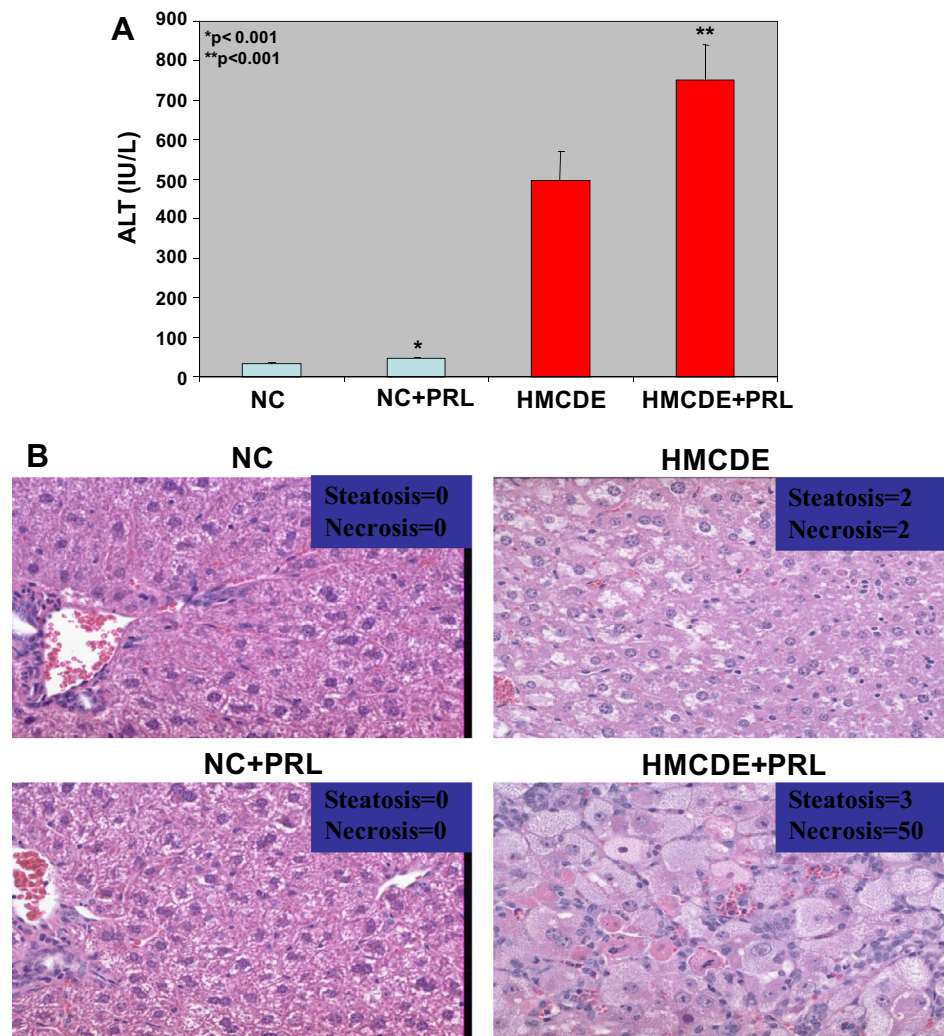 A
*p< 0.001
**p<0.001
ALT (IU/L)
900
800
700
600
500
400
300
200
100
0
*
**
NC
NC+PRL
HMCDE
HMCDE+PRL
B
NC
Steatosis=0
Necrosis=0
HMCDE
Steatosis=2
Necrosis=2
NC+PRL
Steatosis=0
Necrosis=0
HMCDE+PRL
Steatosis=3
Necrosis=50